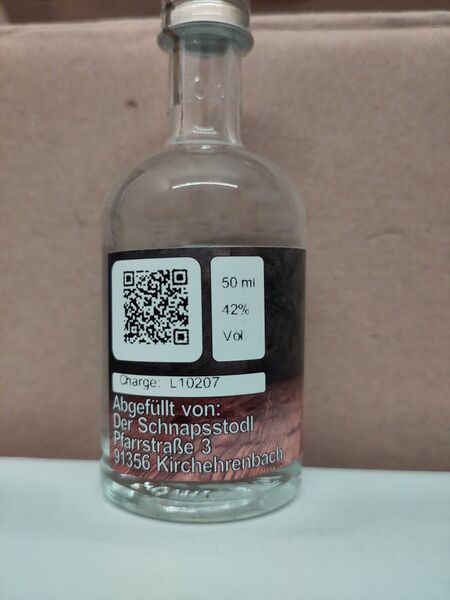 50 ml
42%
Vol
Charge: L10207
Abgefüllt von:
Der Schnapsstodl
Pfarrstraße 3
91356 Kirchehrenbach